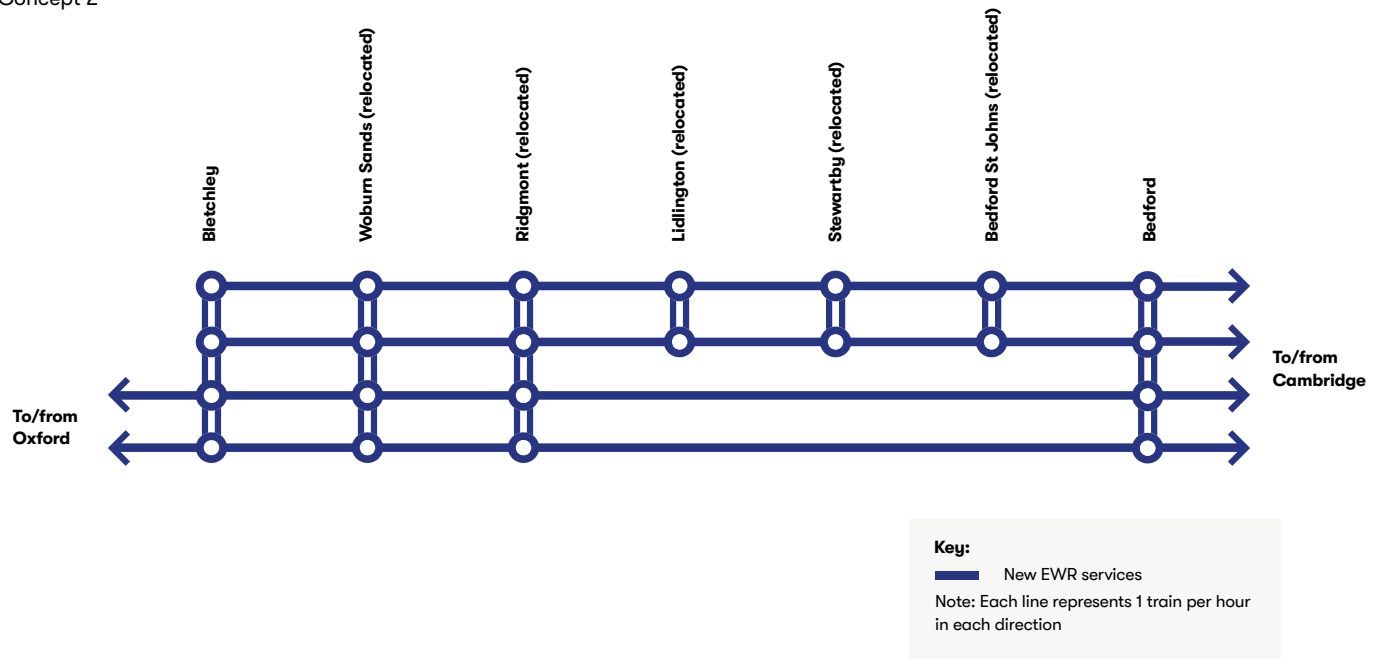 Concept 2
Bletchley
Woburn Sands (relocated)
Ridgmont (relocated)
Lidlington (relocated)
Stewartby (relocated)
Bedford St Johns (relocated)
Bedford
To/from
Oxford
To/from
Cambridge
Key:
New EWR services
Note: Each line represents 1 train per hour
in each direction